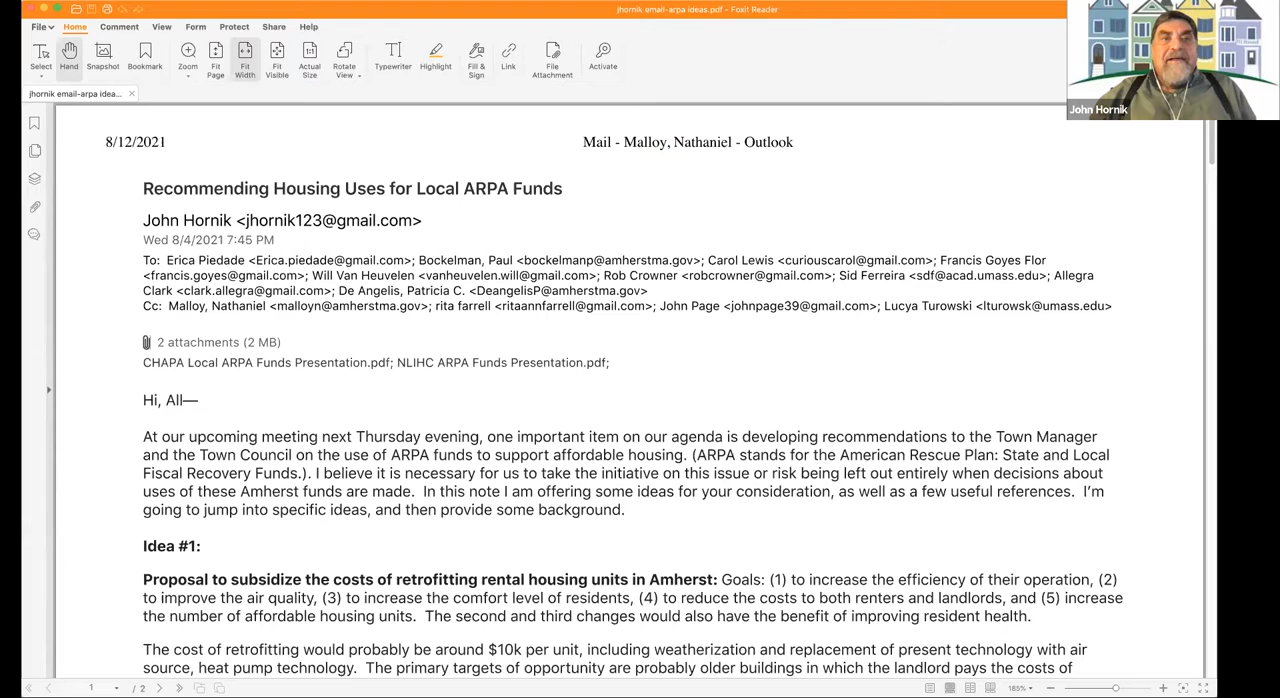 jhornik email-arpa ideas.pdf - Foxit Reader
File Home Comment View Form Protect Share Help
Select Hand Snapshot Bookmark Zoom Fit Page Fit Width Fit Visible Actual Size Rotate View Typewriter Highlight Fill & Sign Link File Attachment Activate
John Hornik
jhornik email-arpa idea...
8/12/2021 Mail - Malloy, Nathaniel - Outlook
Recommending Housing Uses for Local ARPA Funds
John Hornik <jhornik123@gmail.com>
Wed 8/4/2021 7:45 PM
To: Erica Piedade <Erica.piedade@gmail.com>; Bockelman, Paul <bockelmanp@amherstma.gov>; Carol Lewis <curiouscarol@gmail.com>; Francis Goyes Flor
<francis.goyes@gmail.com>; Will Van Heuvelen <vanheuvelen.will@gmail.com>; Rob Crowner <robcrowner@gmail.com>; Sid Ferreira <sdf@acad.umass.edu>; Allegra
Clark <clark.allegra@gmail.com>; De Angelis, Patricia C. <DeangelisP@amherstma.gov>
Cc: Malloy, Nathaniel <malloyn@amherstma.gov>; rita farrell <ritaannfarrell@gmail.com>; John Page <johnpage39@gmail.com>; Lucya Turowski <lturowsk@umass.edu>
2 attachments (2 MB)
CHAPA Local ARPA Funds Presentation.pdf; NLIHC ARPA Funds Presentation.pdf;
Hi, All—
At our upcoming meeting next Thursday evening, one important item on our agenda is developing recommendations to the Town Manager
and the Town Council on the use of ARPA funds to support affordable housing. (ARPA stands for the American Rescue Plan: State and Local
Fiscal Recovery Funds.). I believe it is necessary for us to take the initiative on this issue or risk being left out entirely when decisions about
uses of these Amherst funds are made. In this note I am offering some ideas for your consideration, as well as a few useful references. I'm
going to jump into specific ideas, and then provide some background.
Idea #1:
Proposal to subsidize the costs of retrofitting rental housing units in Amherst: Goals: (1) to increase the efficiency of their operation, (2)
to improve the air quality, (3) to increase the comfort level of residents, (4) to reduce the costs to both renters and landlords, and (5) increase
the number of affordable housing units. The second and third changes would also have the benefit of improving resident health.
The cost of retrofitting would probably be around $10k per unit, including weatherization and replacement of present technology with air
source, heat pump technology. The primary targets of opportunity are probably older buildings in which the landlord pays the costs of
1 / 2 185%